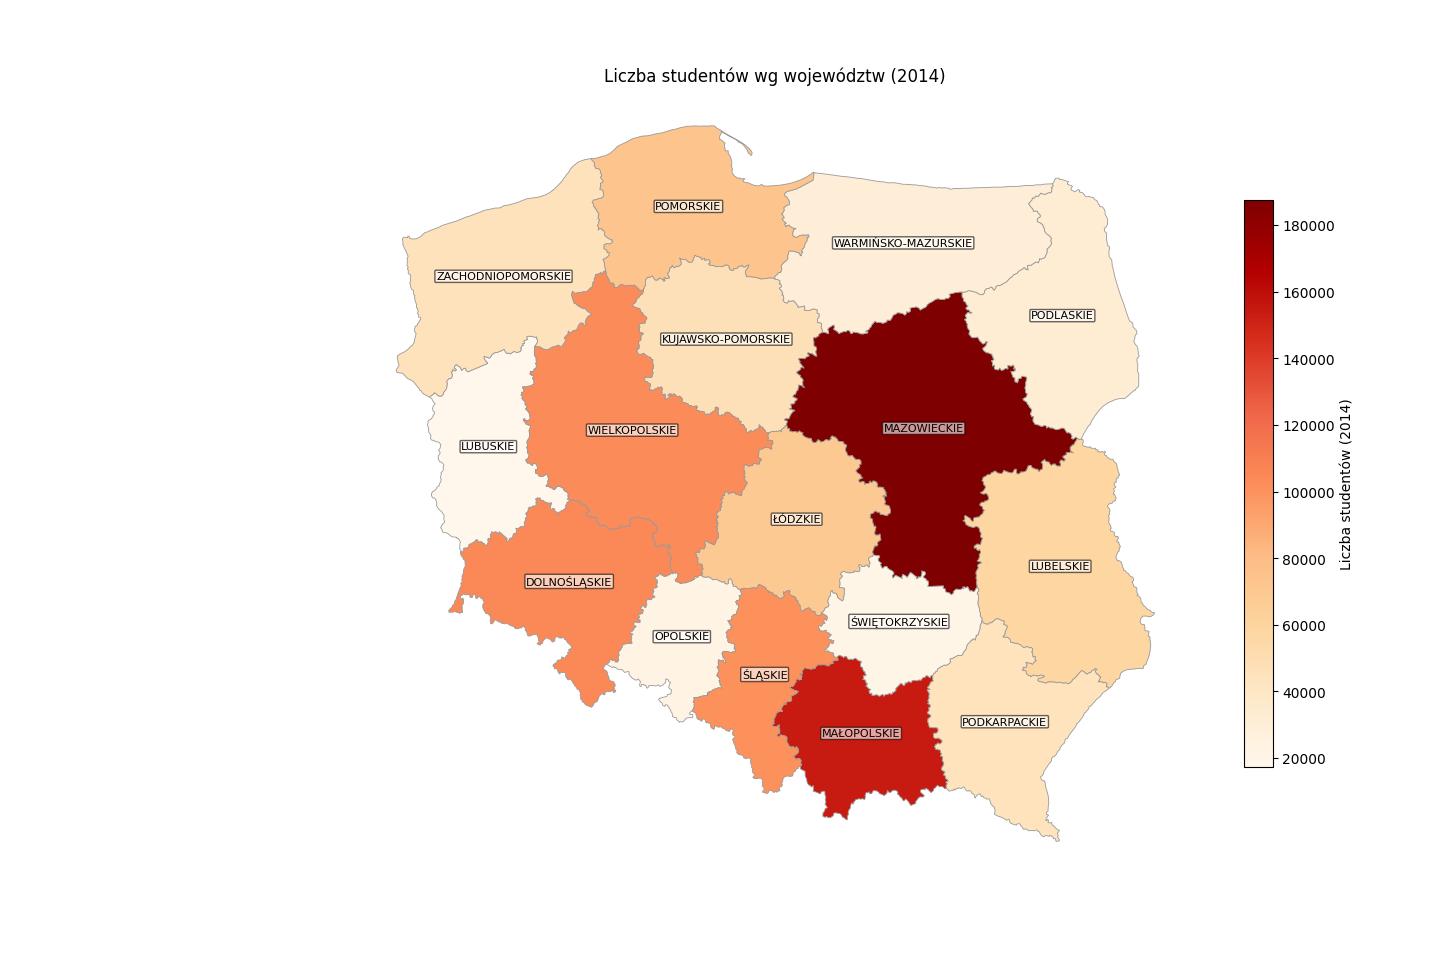 Liczba studentów wg województw (2014)
POMORSKIE
WARMIŃSKO-MAZURSKIE
ZACHODNIOPOMORSKIE
PODLASKIE
KUJAWSKO-POMORSKIE
MAZOWIECKIE
WIELKOPOLSKIE
LUBUSKIE
ŁÓDZKIE
LUBELSKIE
DOLNOŚLĄSKIE
ŚWIĘTOKRZYSKIE
OPOLSKIE
ŚLĄSKIE
PODKARPACKIE
MAŁOPOLSKIE
180000
160000
140000
120000
100000
80000
60000
40000
20000
Liczba studentów (2014)